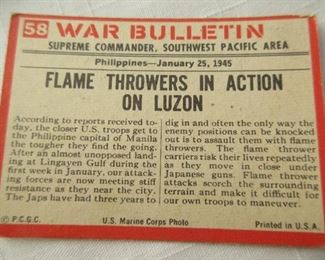 58 WAR BULLETIN
SUPREME COMMANDER, SOUTHWEST PACIFIC AREA
Philippines—January 25, 1945
FLAME THROWERS IN ACTION
ON LUZON
According to reports received to-
day, the closer U.S. troops get to
the Philippine capital of Manila
the tougher they find the going.
After an almost unopposed land-
ing at Lingayen Gulf during the
first week in January, our attack-
ing forces are now meeting stiff
resistance as they near the city.
The Japs have had three years to
dig in and often the only way the
enemy positions can be knocked
out is to assault them with flame
throwers. The flame thrower
carriers risk their lives repeatedly
as they move in close under
Japanese guns. Flame thrower
attacks scorch the surrounding
terrain and make it difficult for
our own troops to maneuver.
© P.C.G.C. U.S. Marine Corps Photo Printed in U.S.A.